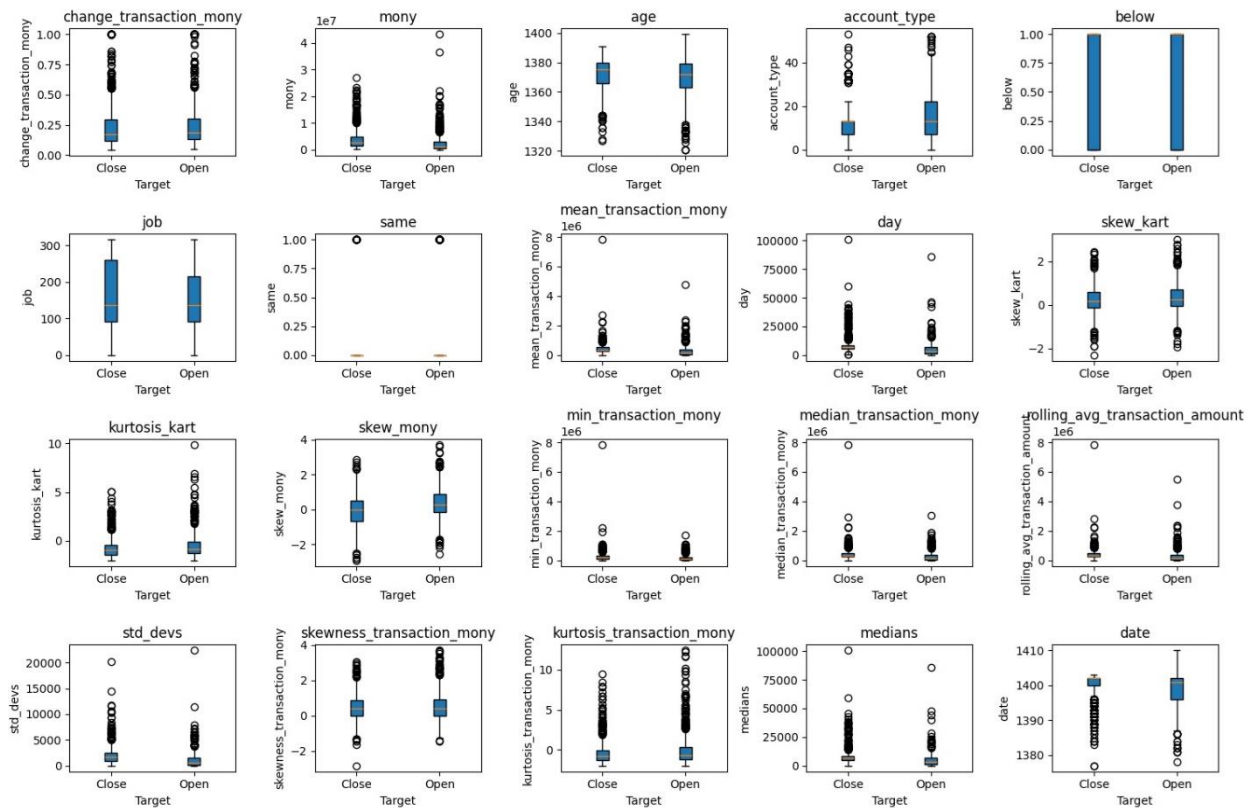 change_transaction_mony
mony
age
account_type
below
1e7
change_transaction_mony
1.00
0.75
0.50
0.25
0.00
mony
4
3
2
1
0
age
1400
1380
1360
1340
1320
account_type
40
20
0
below
1.00
0.75
0.50
0.25
0.00
Close Open Close Open Close Open Close Open Close Open
Target Target Target Target Target
job
same
mean_transaction_mony
day
skew_kart
1e6
job
300
200
100
0
same
1.00
0.75
0.50
0.25
0.00
mean_transaction_mony
8
6
4
2
0
day
100000
75000
50000
25000
0
skew_kart
2
0
−2
Close Open Close Open Close Open Close Open Close Open
Target Target Target Target Target
kurtosis_kart
skew_mony
min_transaction_mony
median_transaction_mony
rolling_avg_transaction_amount
1e6
1e6
1e6
kurtosis_kart
10
5
0
skew_mony
4
2
0
−2
min_transaction_mony
8
6
4
2
0
median_transaction_mony
8
6
4
2
0
rolling_avg_transaction_amount
8
6
4
2
0
Close Open Close Open Close Open Close Open Close Open
Target Target Target Target Target
std_devs
skewness_transaction_mony
kurtosis_transaction_mony
medians
date
std_devs
20000
15000
10000
5000
0
skewness_transaction_mony
4
2
0
−2
kurtosis_transaction_mony
10
5
0
medians
100000
75000
50000
25000
0
date
1410
1400
1390
1380
Close Open Close Open Close Open Close Open Close Open
Target Target Target Target Target